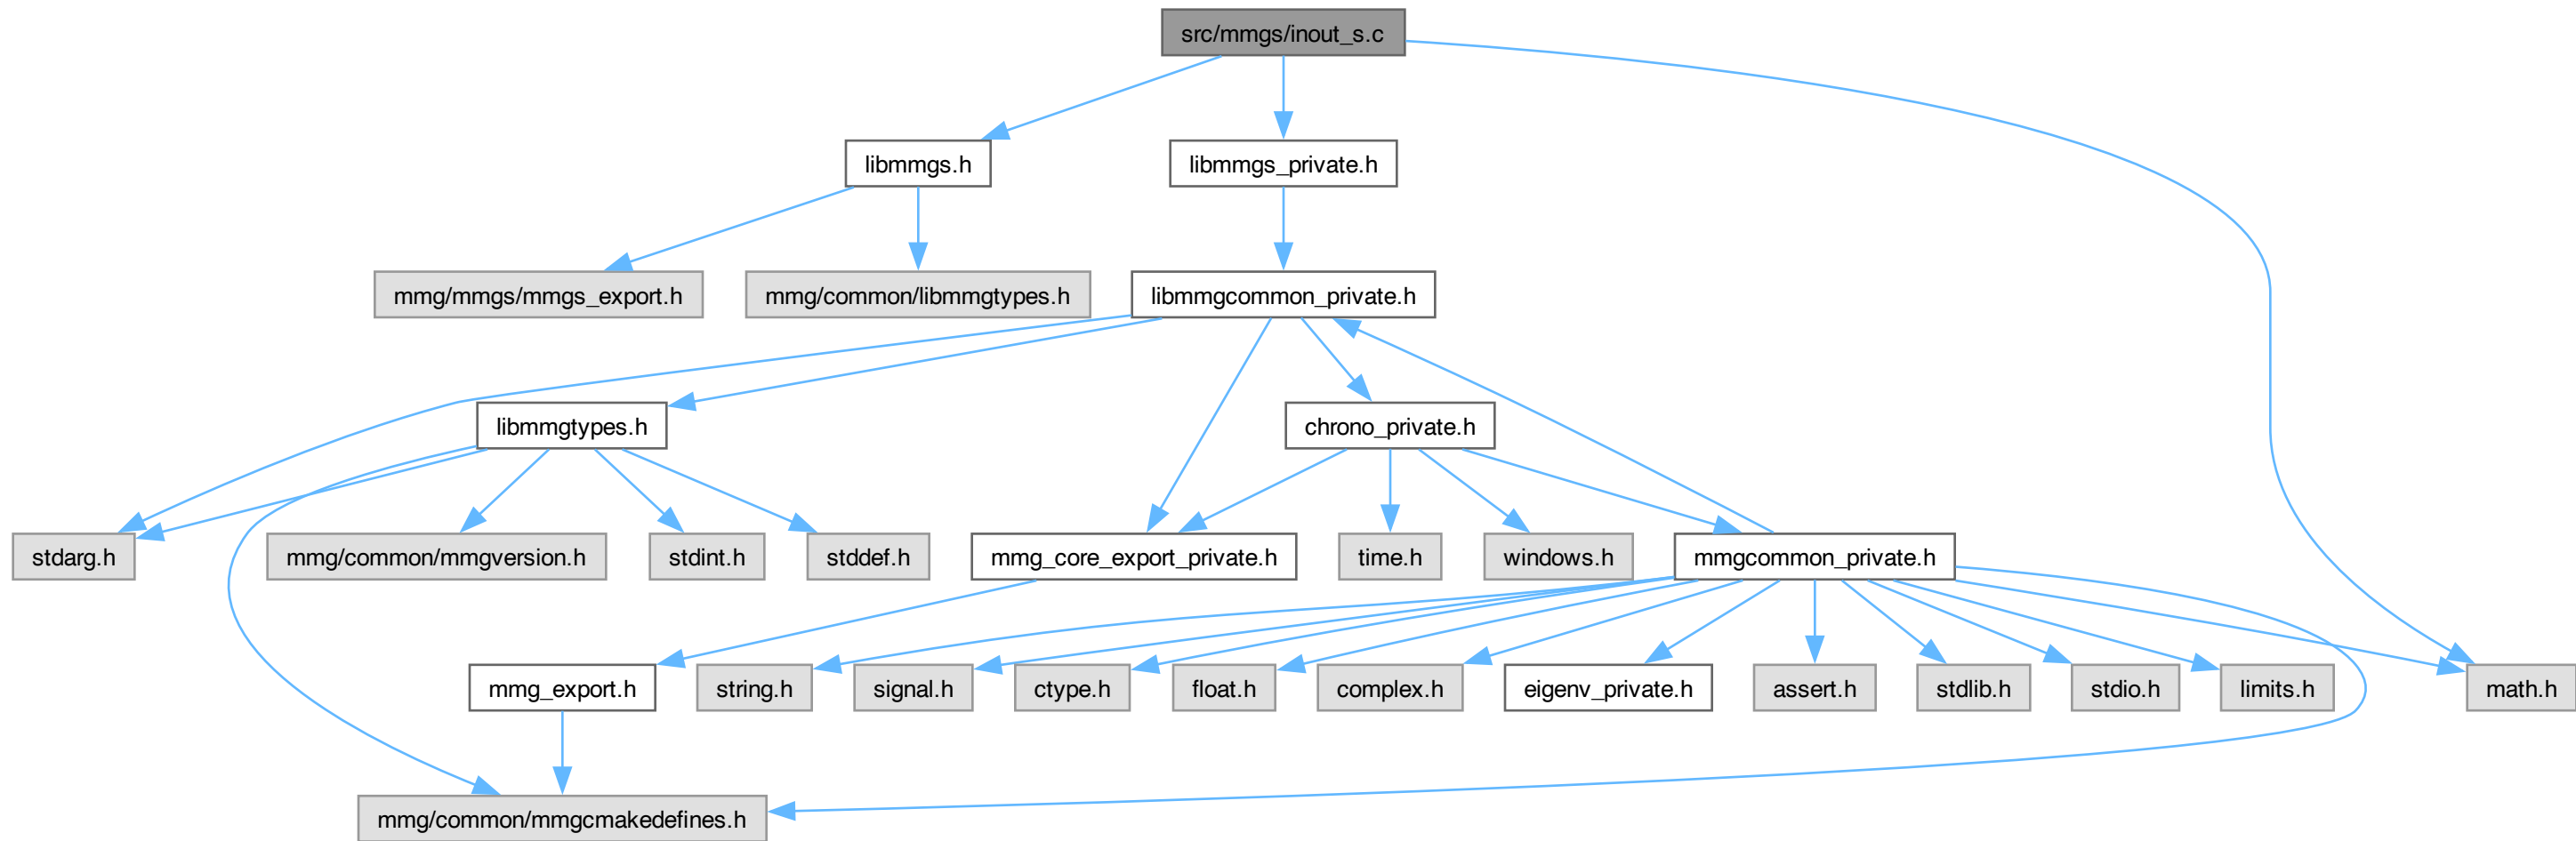 src/mmgs/inout_s.c
libmmgs.h
libmmgs_private.h
mmg/mmgs/mmgs_export.h
mmg/common/libmmgtypes.h
libmmgcommon_private.h
libmmgtypes.h
chrono_private.h
stdarg.h
mmg/common/mmgversion.h
stdint.h
stddef.h
mmg_core_export_private.h
time.h
windows.h
mmgcommon_private.h
mmg_export.h
string.h
signal.h
ctype.h
float.h
complex.h
eigenv_private.h
assert.h
stdlib.h
stdio.h
limits.h
math.h
mmg/common/mmgcmakedefines.h